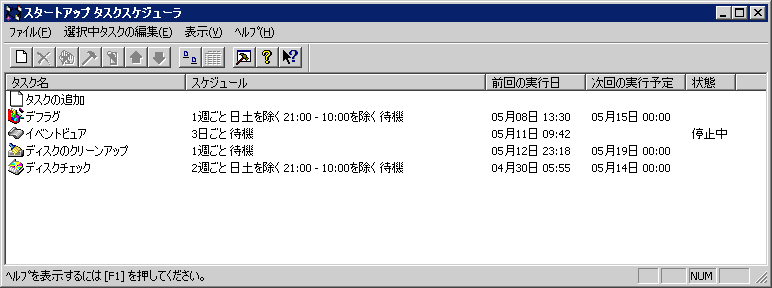 スタートアップ タスクスケジューラ
ファイル(F) 選択中タスクの編集(E) 表示(V) ヘルプ(H)
タスク名 スケジュール 前回の実行日 次回の実行予定 状態
タスクの追加
デフラグ 1週ごと 日 土を除く 21:00 - 10:00を除く 待機 05月08日 13:30 05月15日 00:00
イベントビュア 3日ごと 待機 05月11日 09:42 停止中
ディスクのクリーンアップ 1週ごと 待機 05月12日 23:18 05月19日 00:00
ディスクチェック 2週ごと 日 土を除く 21:00 - 10:00を除く 待機 04月30日 05:55 05月14日 00:00
ヘルプを表示するには [F1] を押してください。 NUM